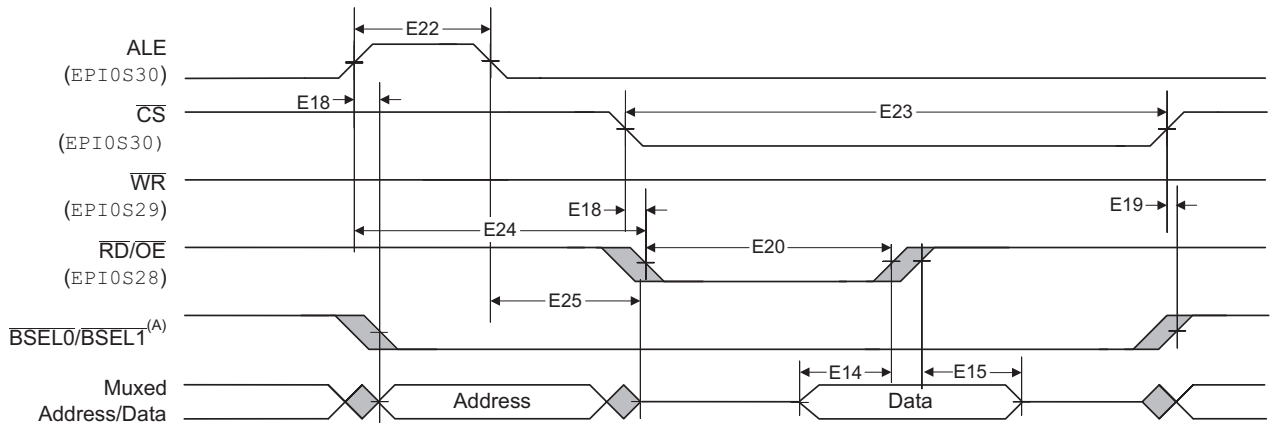 E22
ALE
(EPI0S30)
E18
CS
E23
(EPI0S30)
WR
(EPI0S29)
E18
E19
E24
RD/OE
E20
(EPI0S28)
E25
BSEL0/BSEL1(A)
Muxed
Address/Data
E14
E15
Address
Data